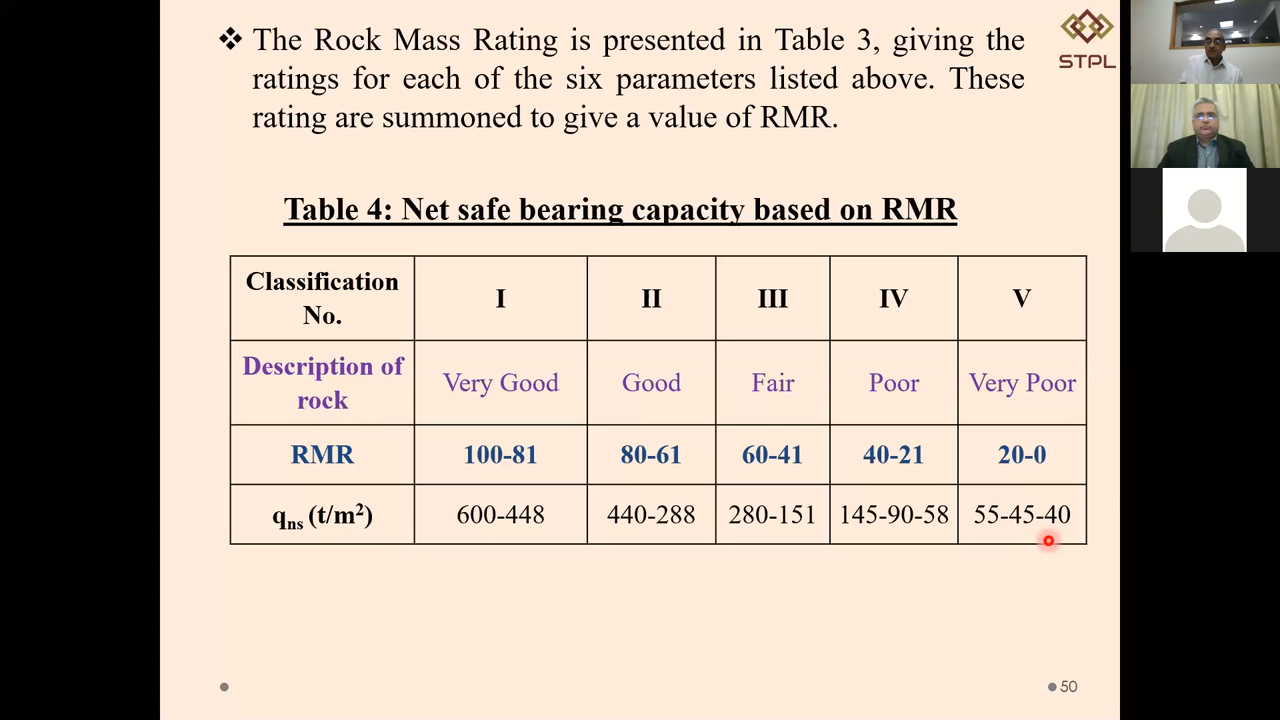 ❖ The Rock Mass Rating is presented in Table 3, giving the
ratings for each of the six parameters listed above. These
rating are summoned to give a value of RMR.
STPL
Table 4: Net safe bearing capacity based on RMR
Classification No. I II III IV V
Description of rock Very Good Good Fair Poor Very Poor
RMR 100-81 80-61 60-41 40-21 20-0
qns (t/m²) 600-448 440-288 280-151 145-90-58 55-45-40
50